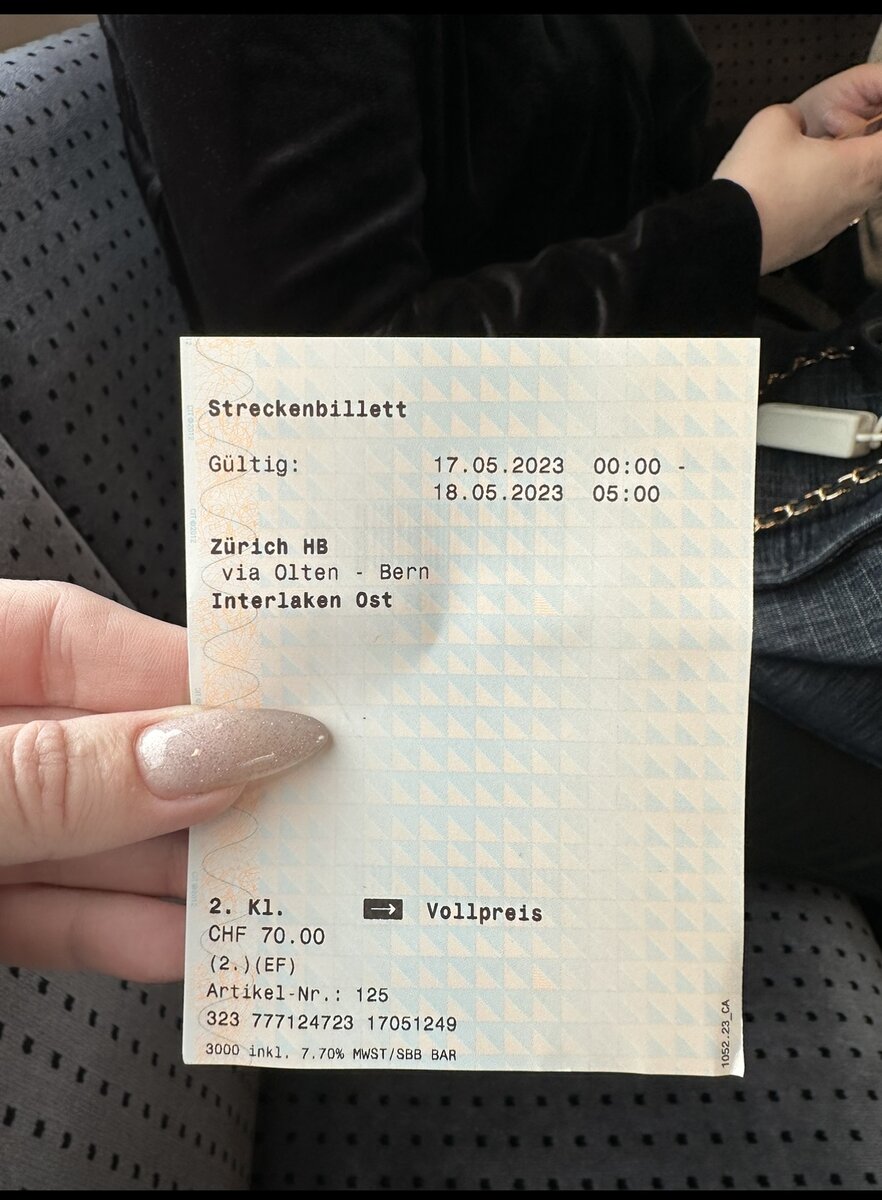 Streckenbillett
Gültig: 17.05.2023 00:00 -
18.05.2023 05:00
Zürich HB
via Olten - Bern
Interlaken Ost
2. Kl. → Vollpreis
CHF 70.00
(2.)(EF)
Artikel-Nr.: 125
323 777124723 17051249
3000 inkl. 7.70% MWST/SBB BAR
1052.23_CA